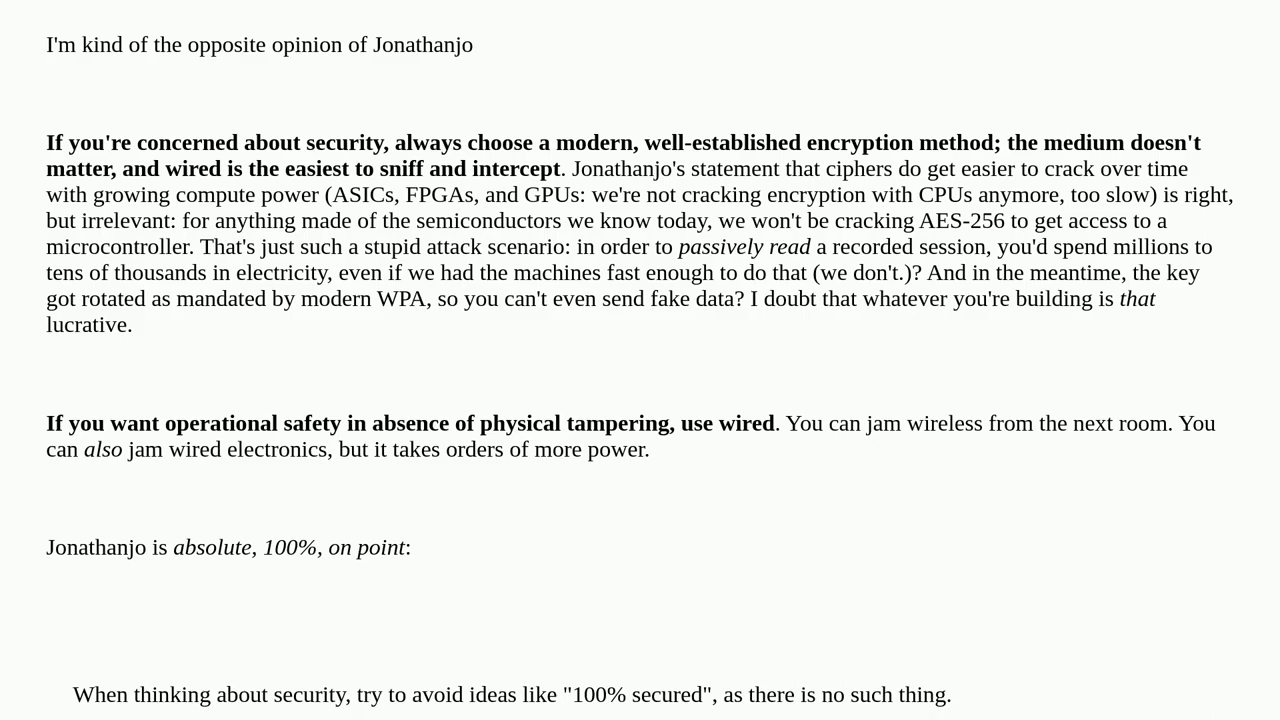 I'm kind of the opposite opinion of Jonathanjo
If you're concerned about security, always choose a modern, well-established encryption method; the medium doesn't
matter, and wired is the easiest to sniff and intercept. Jonathanjo's statement that ciphers do get easier to crack over time
with growing compute power (ASICs, FPGAs, and GPUs: we're not cracking encryption with CPUs anymore, too slow) is right,
but irrelevant: for anything made of the semiconductors we know today, we won't be cracking AES-256 to get access to a
microcontroller. That's just such a stupid attack scenario: in order to passively read a recorded session, you'd spend millions to
tens of thousands in electricity, even if we had the machines fast enough to do that (we don't.)? And in the meantime, the key
got rotated as mandated by modern WPA, so you can't even send fake data? I doubt that whatever you're building is that
lucrative.
If you want operational safety in absence of physical tampering, use wired. You can jam wireless from the next room. You
can also jam wired electronics, but it takes orders of more power.
Jonathanjo is absolute, 100%, on point:
When thinking about security, try to avoid ideas like "100% secured", as there is no such thing.